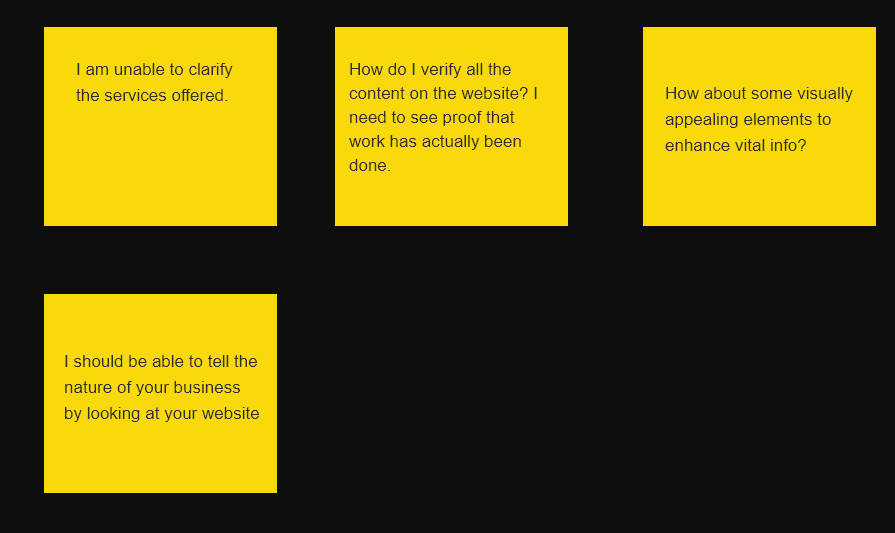 I am unable to clarify
the services offered.
How do I verify all the
content on the website? I
need to see proof that
work has actually been
done.
How about some visually
appealing elements to
enhance vital info?
I should be able to tell the
nature of your business
by looking at your website